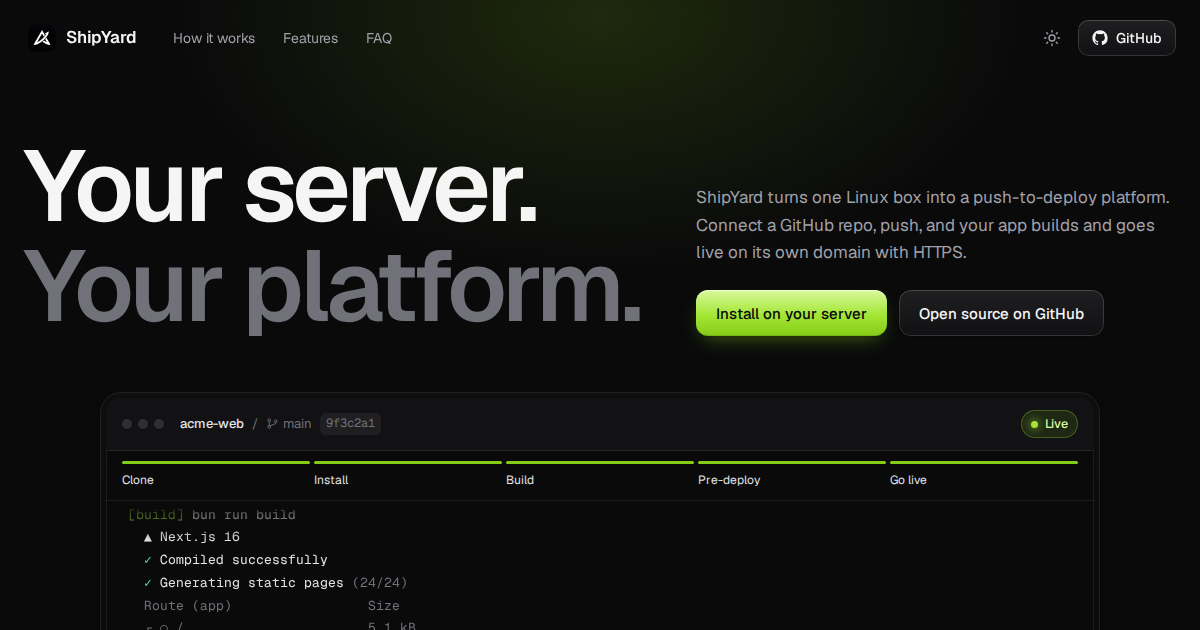 ShipYard
How it works
Features
FAQ
GitHub
Your server.
Your platform.
ShipYard turns one Linux box into a push-to-deploy platform.
Connect a GitHub repo, push, and your app builds and goes
live on its own domain with HTTPS.
Install on your server
Open source on GitHub
acme-web / main 9f3c2a1
Live
Clone
Install
Build
Pre-deploy
Go live
[build] bun run build
▲ Next.js 16
✓ Compiled successfully
✓ Generating static pages (24/24)
Route (app) Size
┌ ○ / 5.1 kB